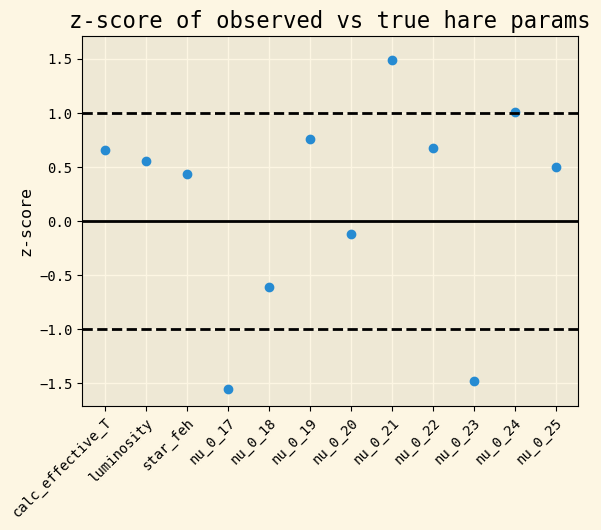 z-score of observed vs true hare params
z-score
1.5
1.0
0.5
0.0
−0.5
−1.0
−1.5
calc_effective_T
luminosity
star_feh
nu_0_17
nu_0_18
nu_0_19
nu_0_20
nu_0_21
nu_0_22
nu_0_23
nu_0_24
nu_0_25